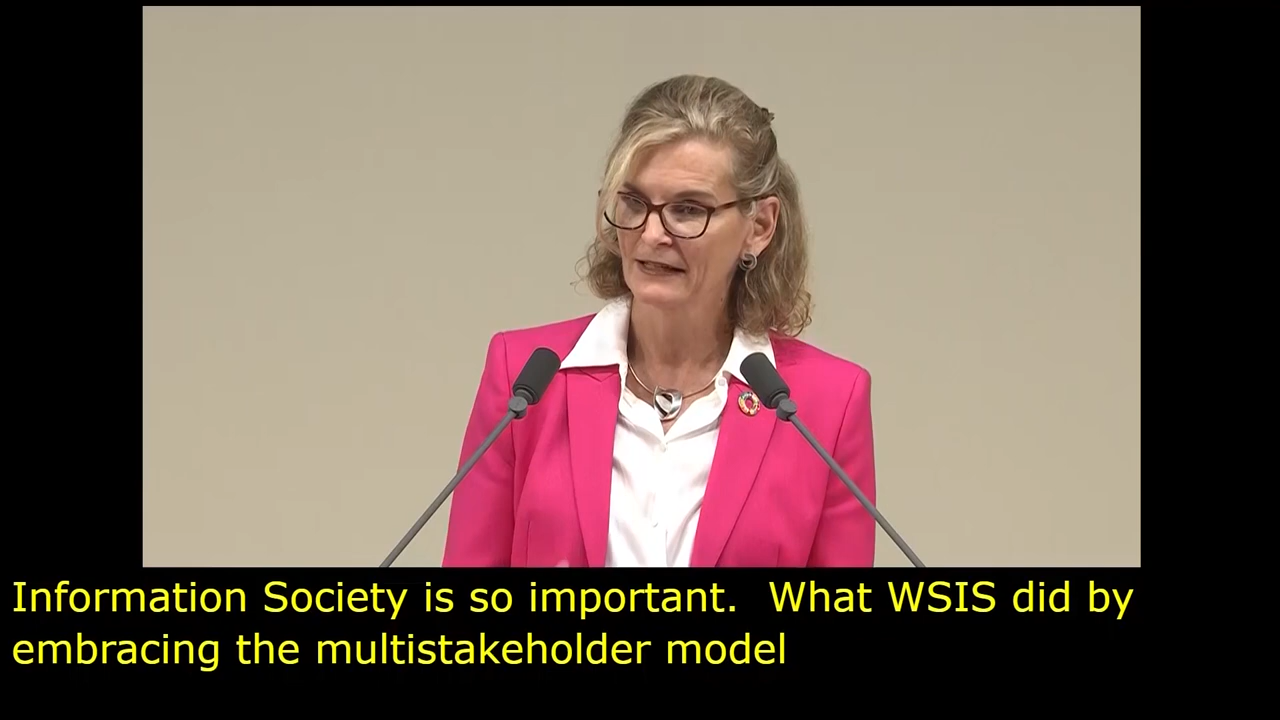 Information Society is so important.  What WSIS did by
embracing the multistakeholder model